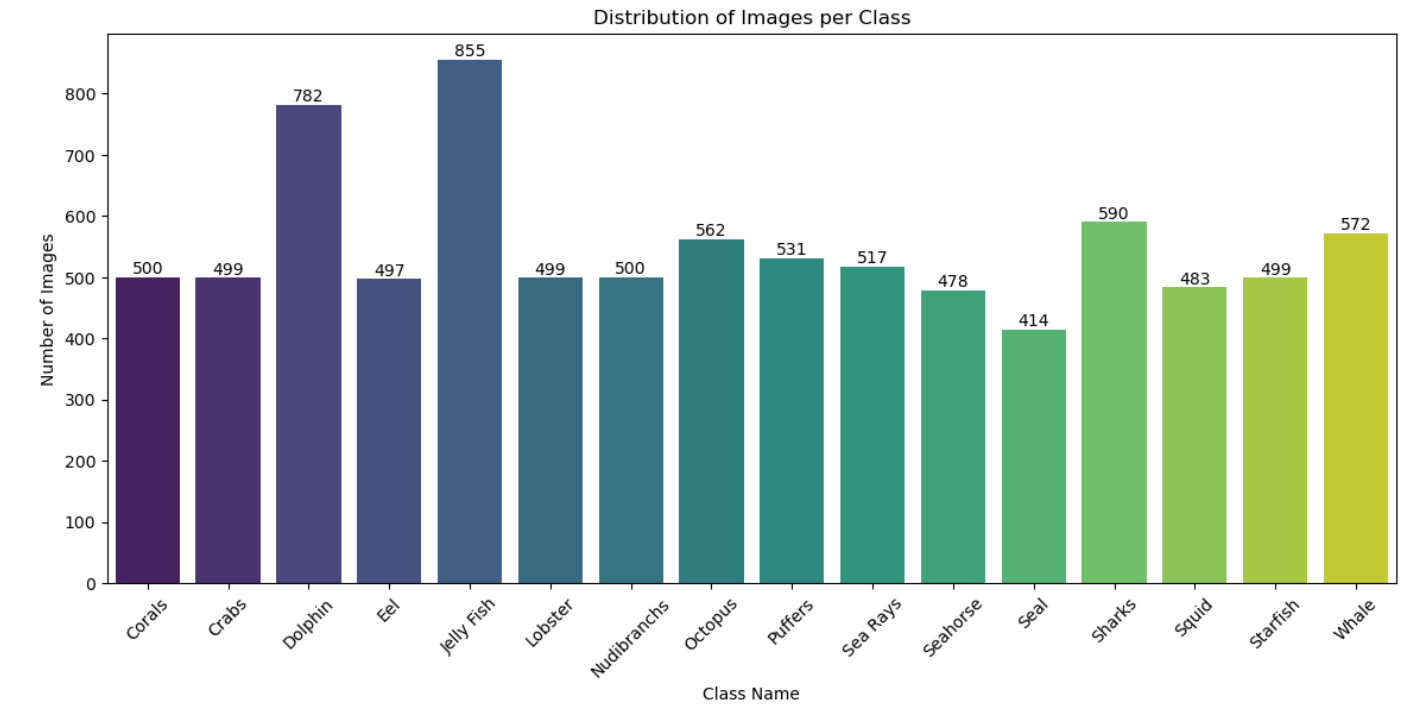 Distribution of Images per Class
Number of Images
800
700
600
500
400
300
200
100
0
500
499
782
497
855
499
500
562
531
517
478
414
590
483
499
572
Corals
Crabs
Dolphin
Eel
Jelly Fish
Lobster
Nudibranchs
Octopus
Puffers
Sea Rays
Seahorse
Seal
Sharks
Squid
Starfish
Whale
Class Name